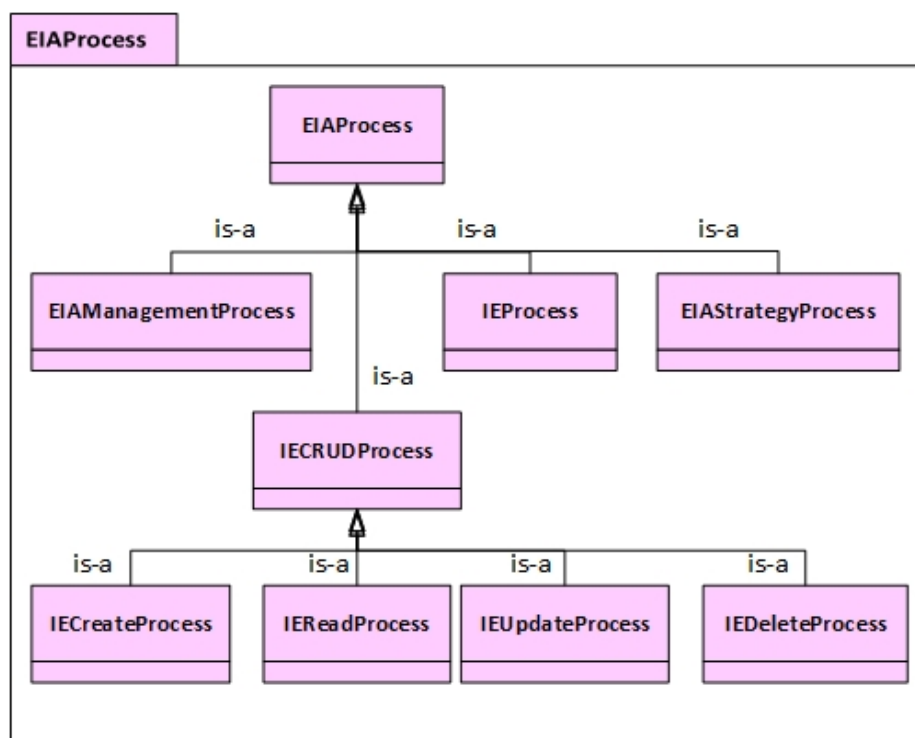 EIAProcess
EIAProcess
is-a
is-a
is-a
EIAManagementProcess
IEProcess
EIAStrategyProcess
is-a
IECRUDProcess
is-a
is-a
is-a
is-a
IECreateProcess
IEReadProcess
IEUpdateProcess
IEDeleteProcess